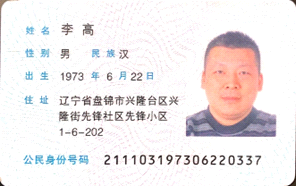 姓名 李高
性别 男 民族 汉
出生 1973 年 6 月 22 日
住址 辽宁省盘锦市兴隆台区兴
隆街先锋社区先锋小区
1-6-202
公民身份号码 211103197306220337